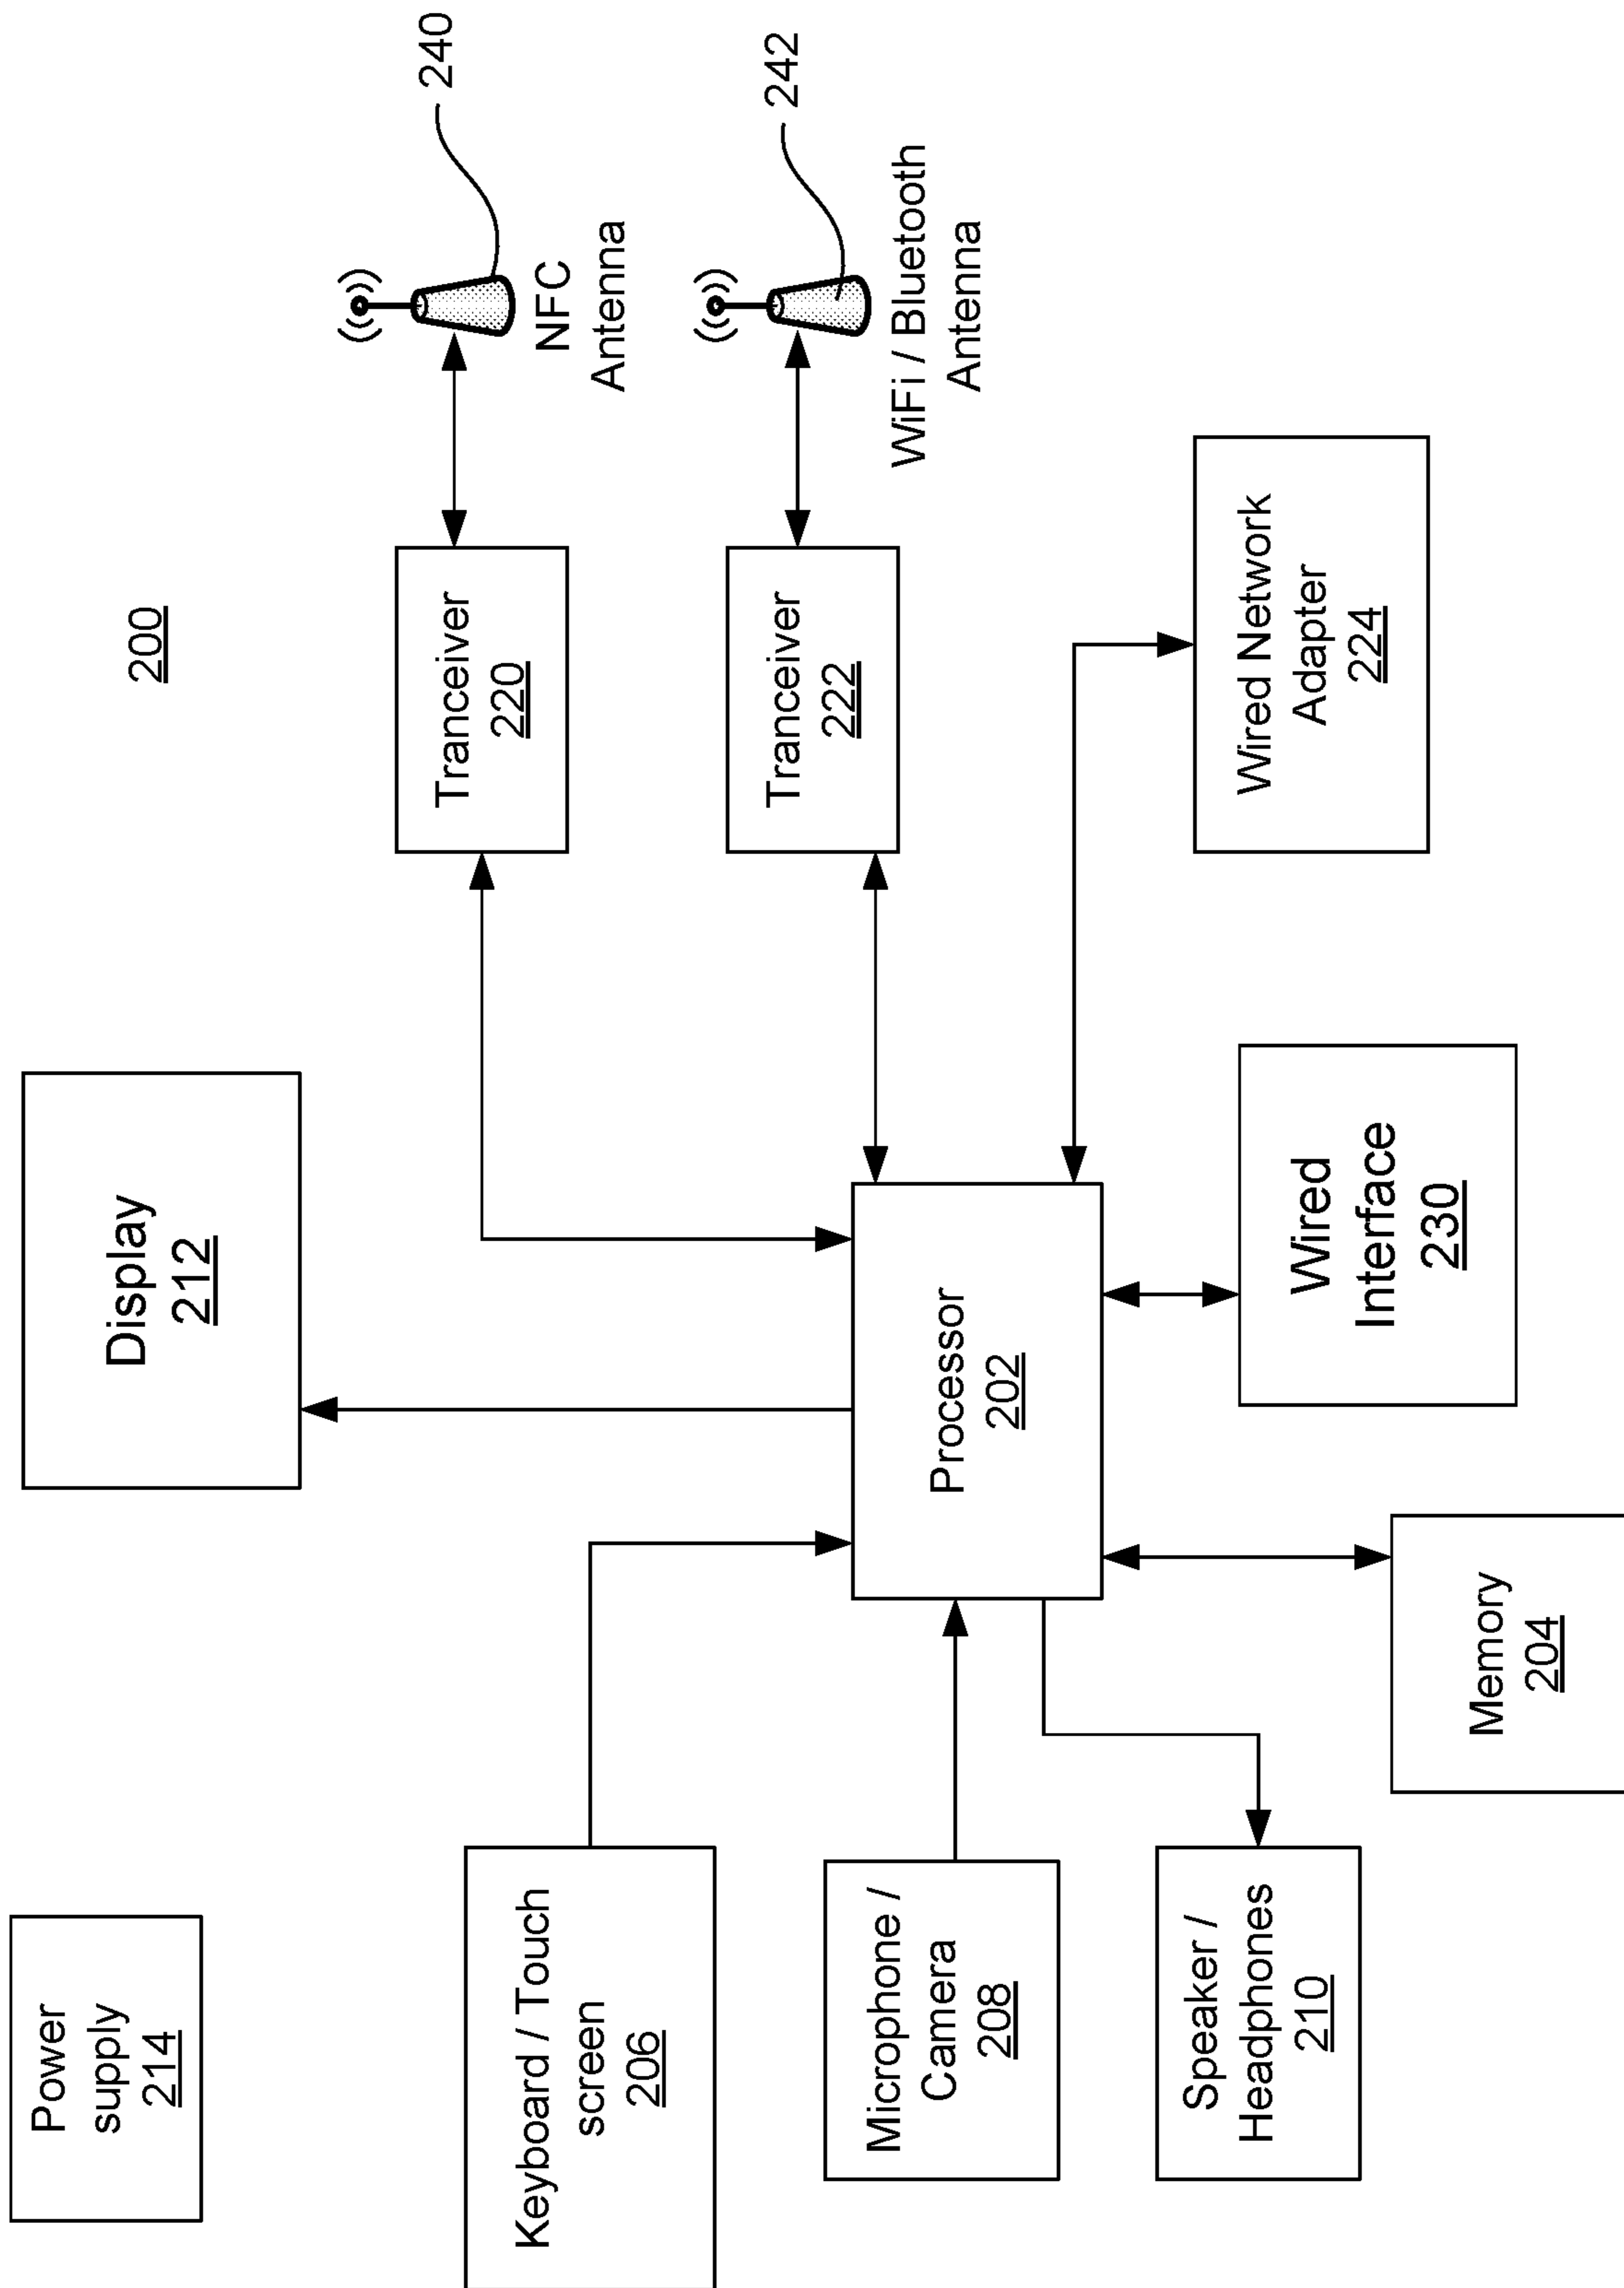 Power
supply
214
Display
212
200
240
Tranceiver
220
NFC
Antenna
Keyboard / Touch
screen
206
242
Tranceiver
222
WiFi / Bluetooth
Antenna
Microphone /
Camera
208
Processor
202
Speaker /
Headphones
210
Wired
Interface
230
Wired Network
Adapter
224
Memory
204